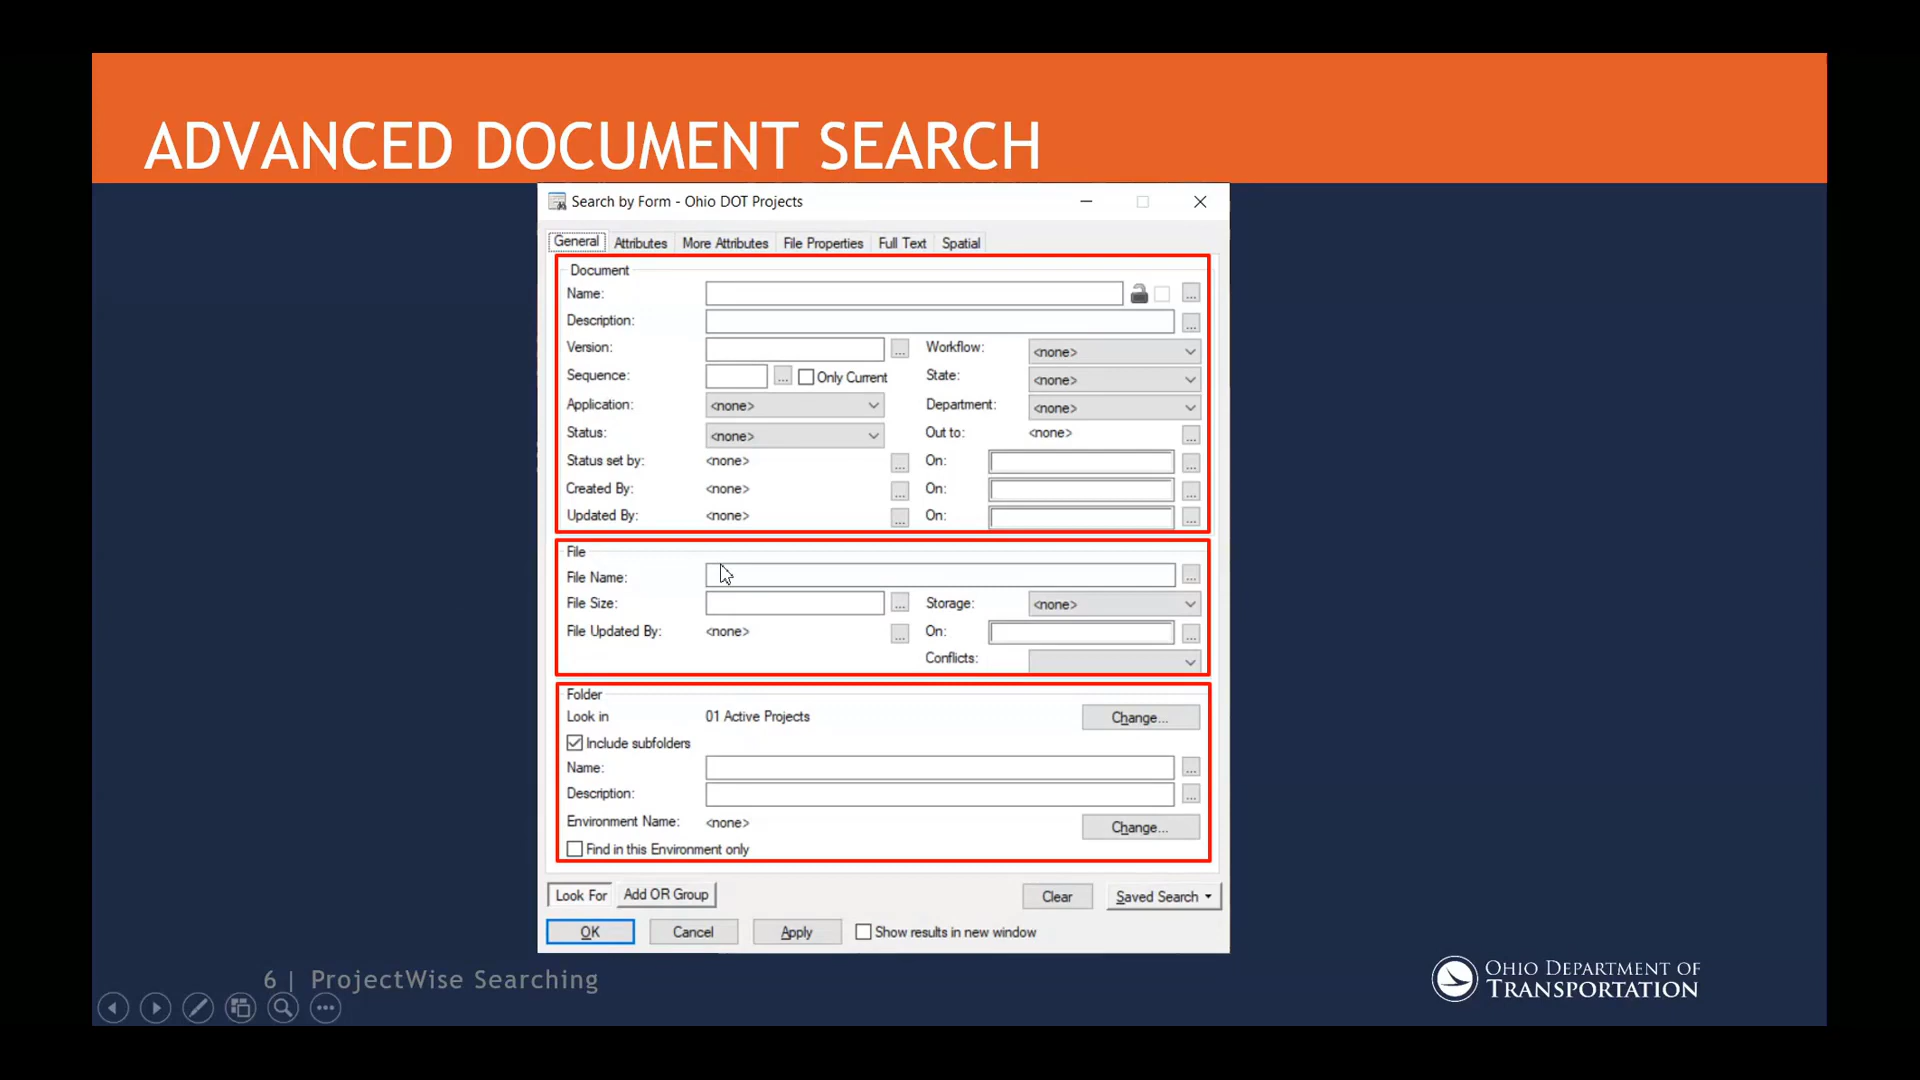 ADVANCED DOCUMENT SEARCH
Search by Form - Ohio DOT Projects
General Attributes More Attributes File Properties Full Text Spatial
Document
Name: ...
Description: ...
Version: ... Workflow: <none>
Sequence: ... Only Current State: <none>
Application: <none> Department: <none>
Status: <none> Out to: <none> ...
Status set by: <none> ... On: ...
Created By: <none> ... On: ...
Updated By: <none> ... On: ...
File
File Name: ...
File Size: ... Storage: <none>
File Updated By: <none> ... On: ...
Conflicts:
Folder
Look in 01 Active Projects Change...
Include subfolders
Name: ...
Description: ...
Environment Name: <none> Change...
Find in this Environment only
Look For Add OR Group Clear Saved Search
OK Cancel Apply Show results in new window
6 | ProjectWise Searching
OHIO DEPARTMENT OF
TRANSPORTATION